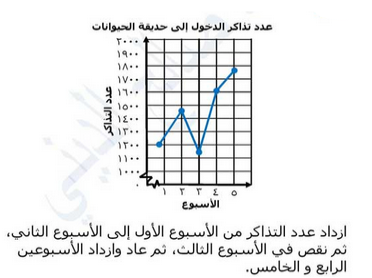 عدد تذاكر الدخول إلى حديقة الحيوانات
عدد التذاكر
٢٠٠٠
١٩٠٠
١٨٠٠
١٧٠٠
١٦٠٠
١٥٠٠
١٤٠٠
١٣٠٠
١٢٠٠
١١٠٠
١٠٠٠
٠
١ ٢ ٣ ٤ ٥
الأسبوع
ازداد عدد التذاكر من الأسبوع الأول إلى الأسبوع الثاني،
ثم نقص في الأسبوع الثالث، ثم عاد وازداد الأسبوعين
الرابع و الخامس.